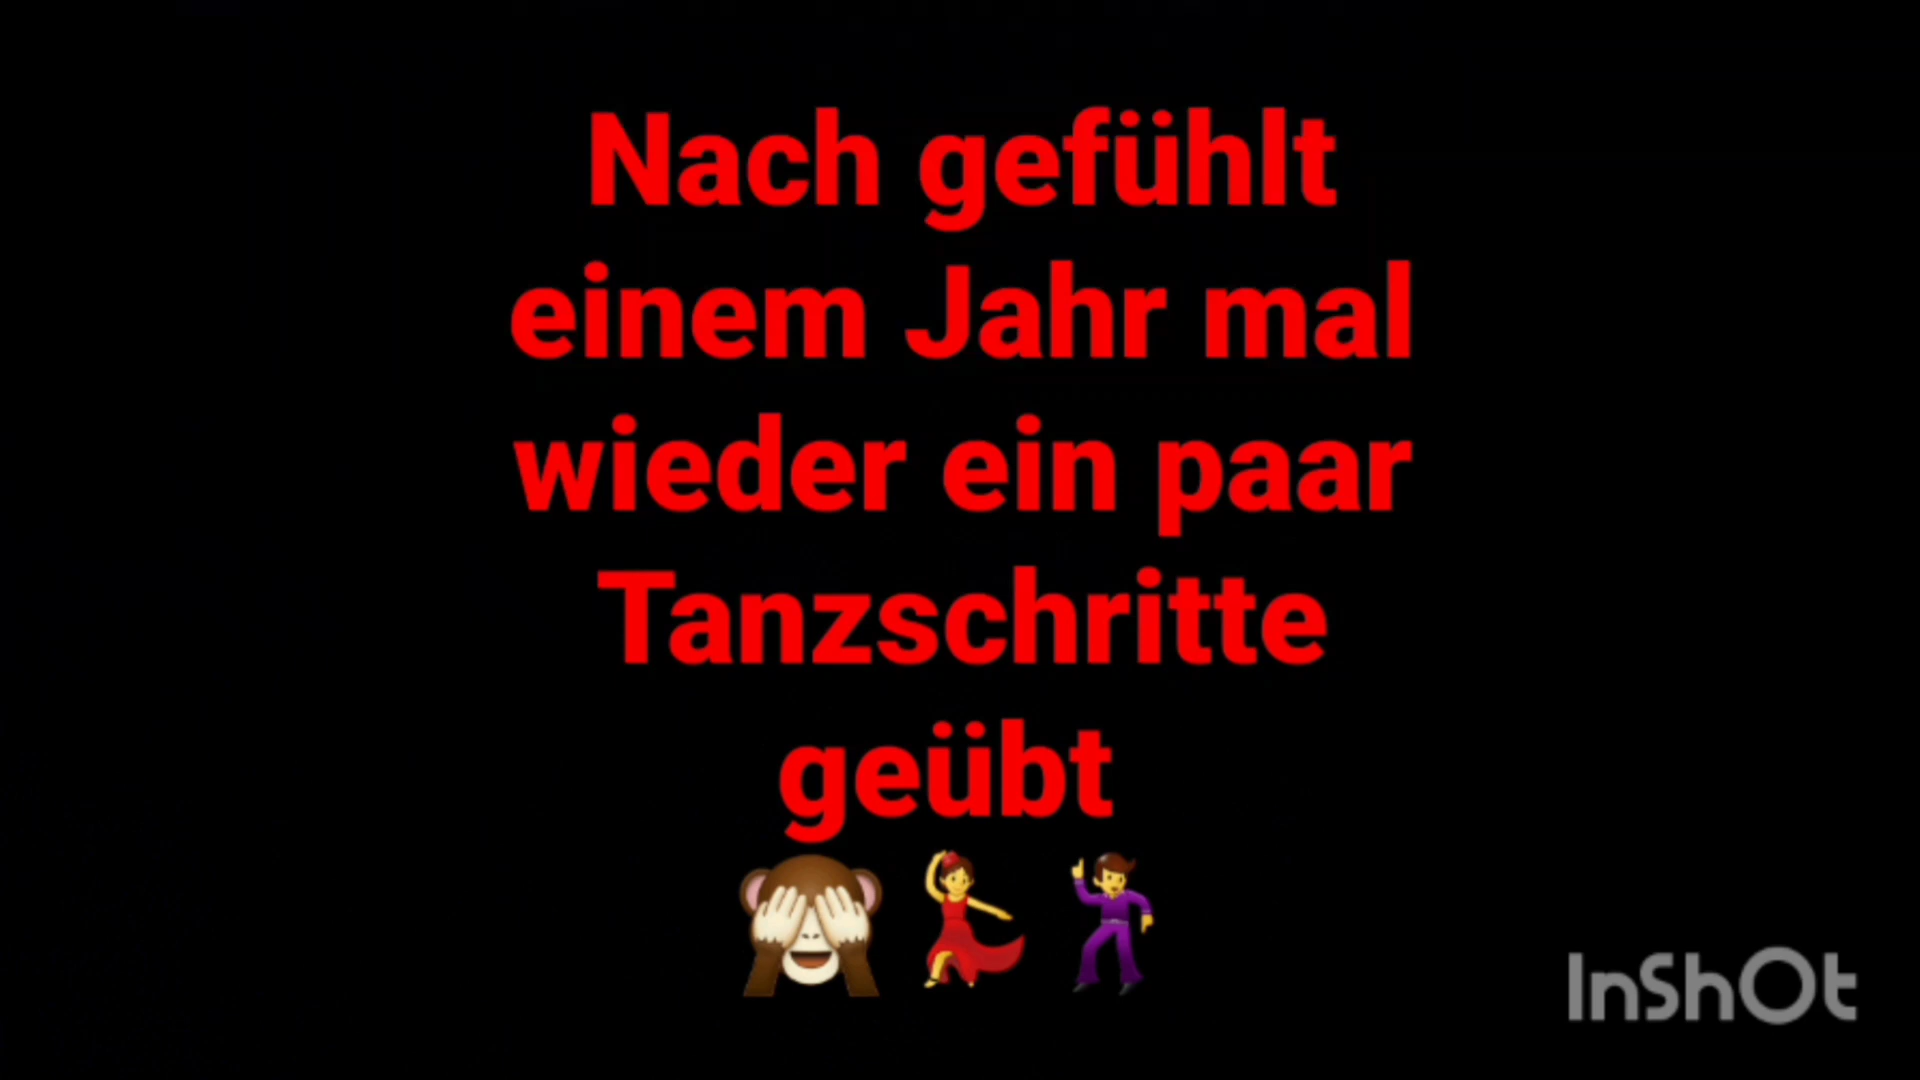 Nach gefühlt
einem Jahr mal
wieder ein paar
Tanzschritte
geübt
🙈💃🕺
InShOt